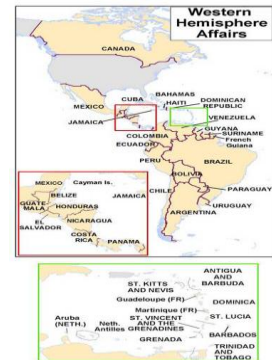 Western
Hemisphere
Affairs
CANADA
BAHAMAS
CUBA
HAITI
DOMINICAN
REPUBLIC
MEXICO
JAMAICA
VENEZUELA
GUYANA
SURINAME
French
Guiana
COLOMBIA
ECUADOR
PERU
BRAZIL
BOLIVIA
PARAGUAY
CHILE
URUGUAY
ARGENTINA
MEXICO
Cayman Is.
JAMAICA
BELIZE
GUATE-
MALA
HONDURAS
EL
SALVADOR
NICARAGUA
COSTA
RICA
PANAMA
ANTIGUA
AND
BARBUDA
ST. KITTS
AND NEVIS
Guadeloupe (FR)
DOMINICA
Martinique (FR)
ST. VINCENT
AND THE
GRENADINES
ST. LUCIA
Aruba
(NETH.)
Neth.
Antilles
GRENADA
BARBADOS
TRINIDAD
AND
TOBAGO